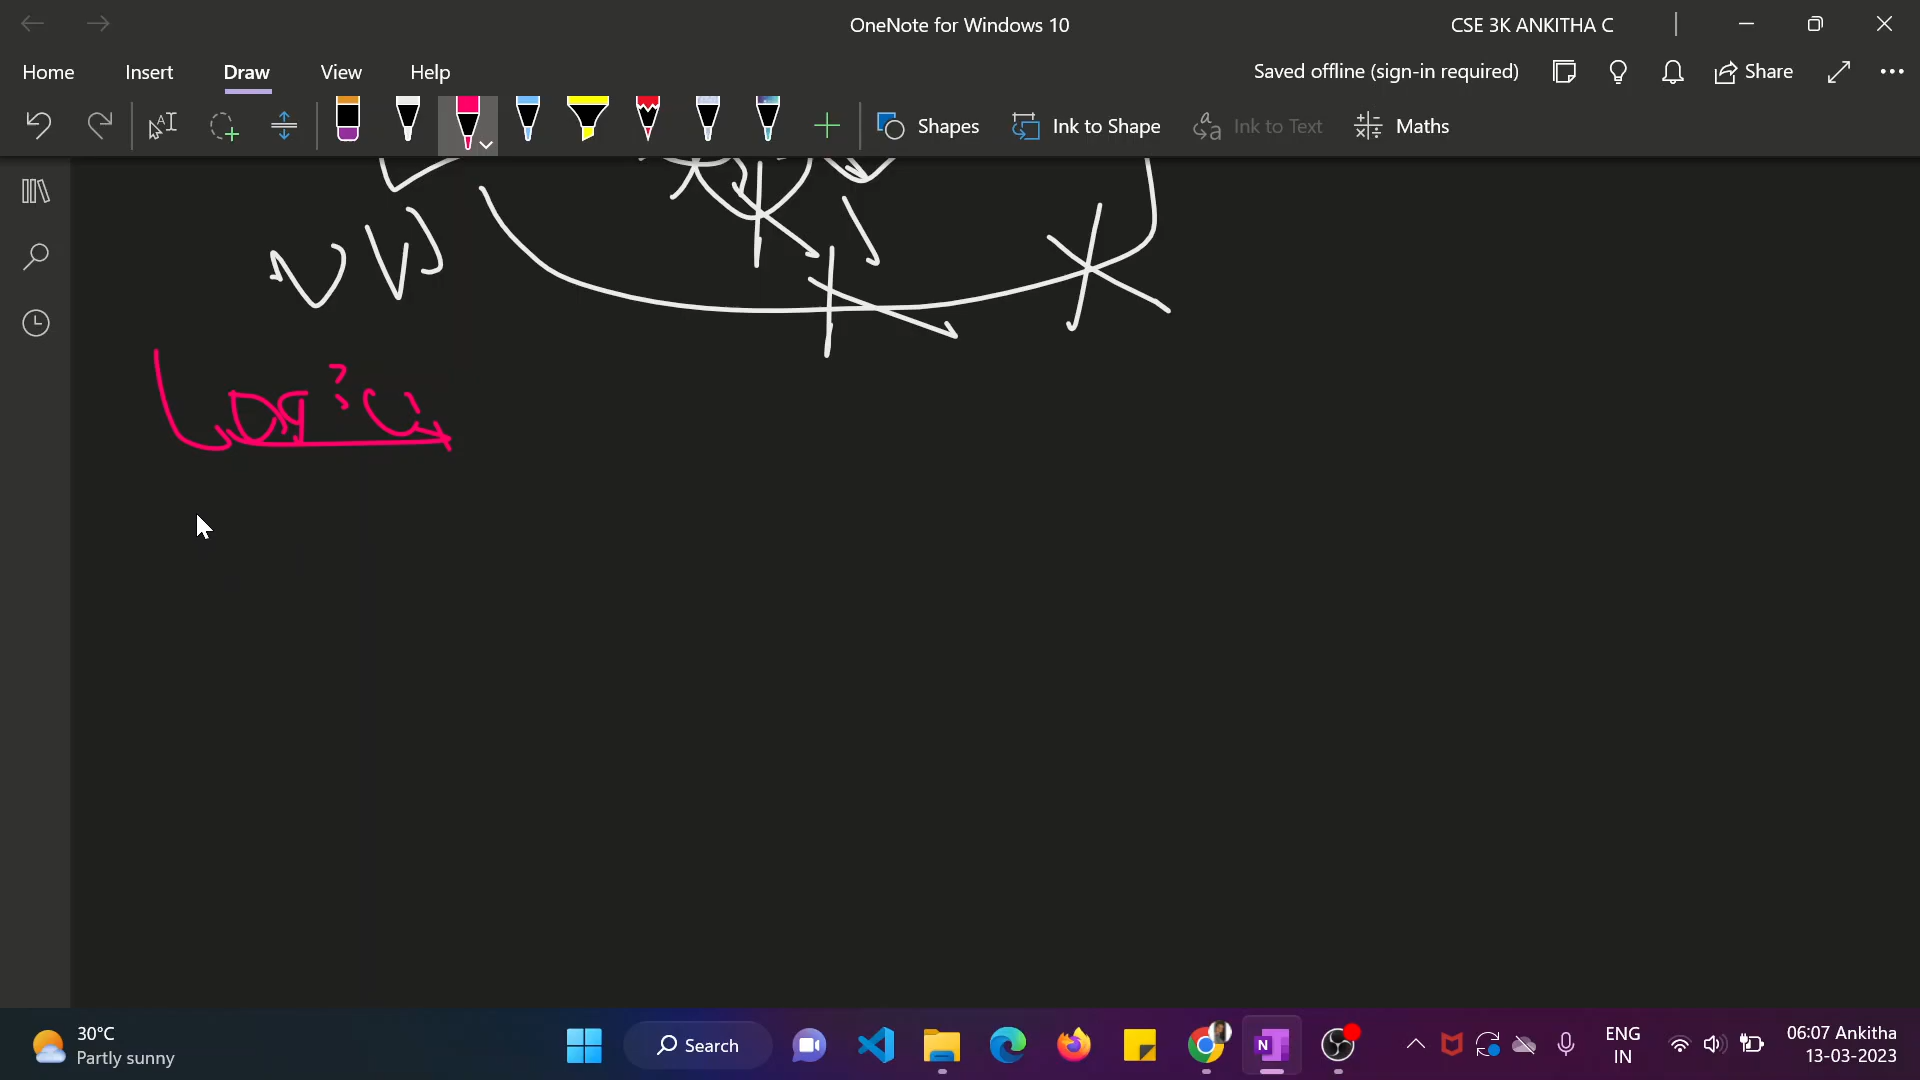 OneNote for Windows 10
CSE 3K ANKITHA C
Home Insert Draw View Help
Saved offline (sign-in required)
Share
Shapes
Ink to Shape
Ink to Text
Maths
Logic
30°C
Partly sunny
Search
ENG
IN
06:07 Ankitha
13-03-2023